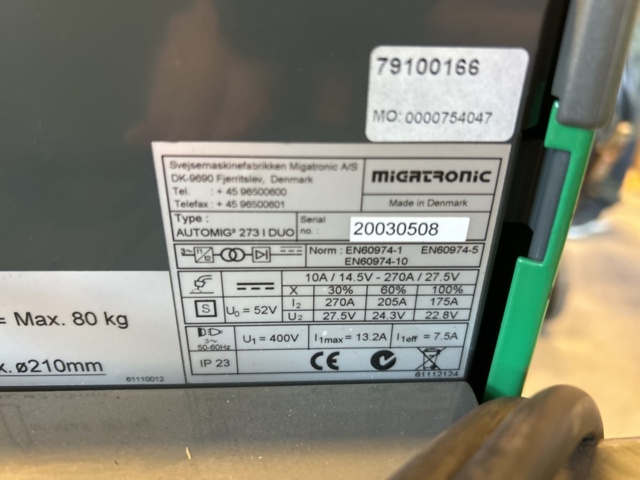 79100166
MO: 0000754047
Svejsemaskinefabrikken Migatronic A/S
DK-9690 Fjerritslev, Denmark
Tel. : + 45 96500600
Telefax : + 45 96500601
MIGATRONIC
Made in Denmark
Type :
AUTOMIG² 273 I DUO
Serial
no. :
20030508
3~
Norm : EN60974-1 EN60974-5
EN60974-10
10A / 14.5V - 270A / 27.5V
X 30% 60% 100%
S
U0 = 52V
I2 270A 205A 175A
U2 27.5V 24.3V 22.8V
3~
50-60Hz
U1 = 400V
I1max = 13.2A
I1eff = 7.5A
IP 23
CE
61112124
= Max. 80 kg
x. ø210mm
61110012